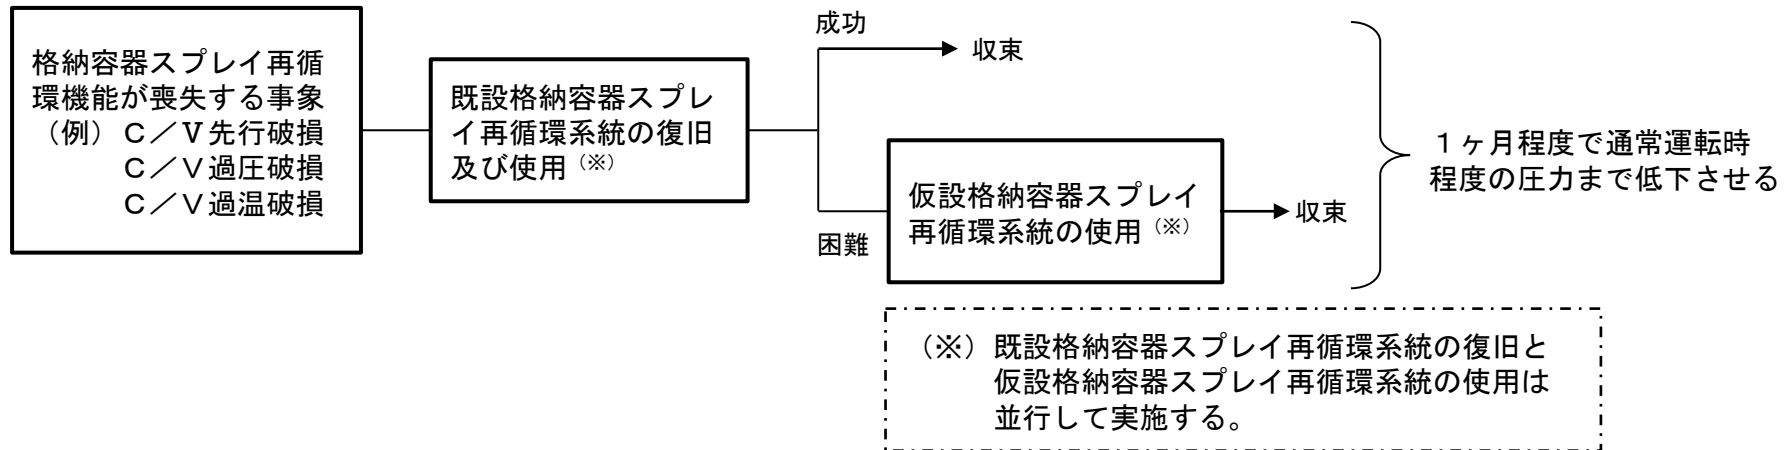 格納容器スプレイ再循
環機能が喪失する事象
(例)C/V先行破損
C/V過圧破損
C/V過温破損
既設格納容器スプレ
イ再循環系統の復旧
及び使用(※)
成功
収束
困難
仮設格納容器スプレイ
再循環系統の使用(※)
収束
1ヶ月程度で通常運転時
程度の圧力まで低下させる
(※)既設格納容器スプレイ再循環系統の復旧と
仮設格納容器スプレイ再循環系統の使用は
並行して実施する。